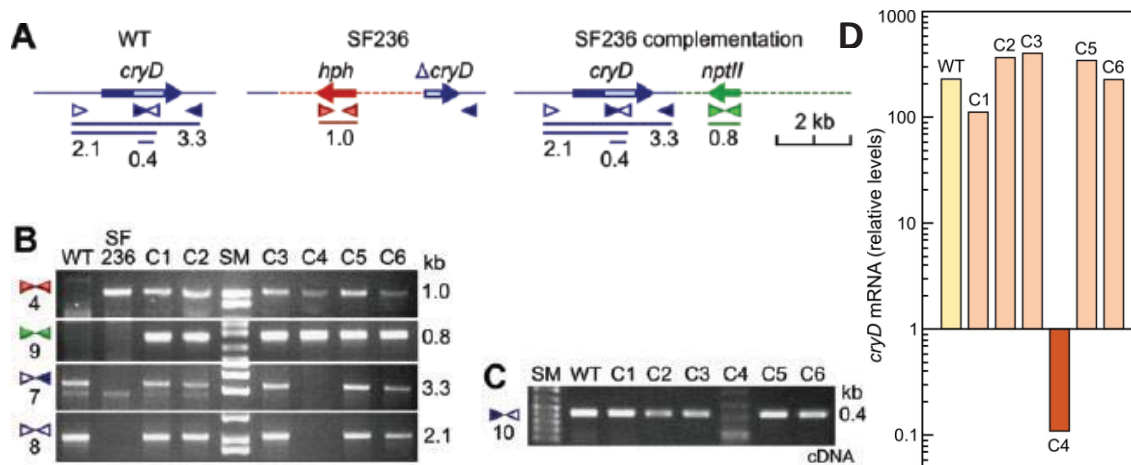 A
WT
SF236
SF236 complementation
cryD
hph
ΔcryD
cryD
nptII
2.1
3.3
0.4
1.0
2.1
3.3
0.4
0.8
2 kb
B
WT SF 236 C1 C2 SM C3 C4 C5 C6 kb
4 1.0
9 0.8
7 3.3
8 2.1
C
SM WT C1 C2 C3 C4 C5 C6 kb
10 0.4
cDNA
D
cryD mRNA (relative levels)
1000
100
10
1
0.1
WT
C1
C2
C3
C4
C5
C6